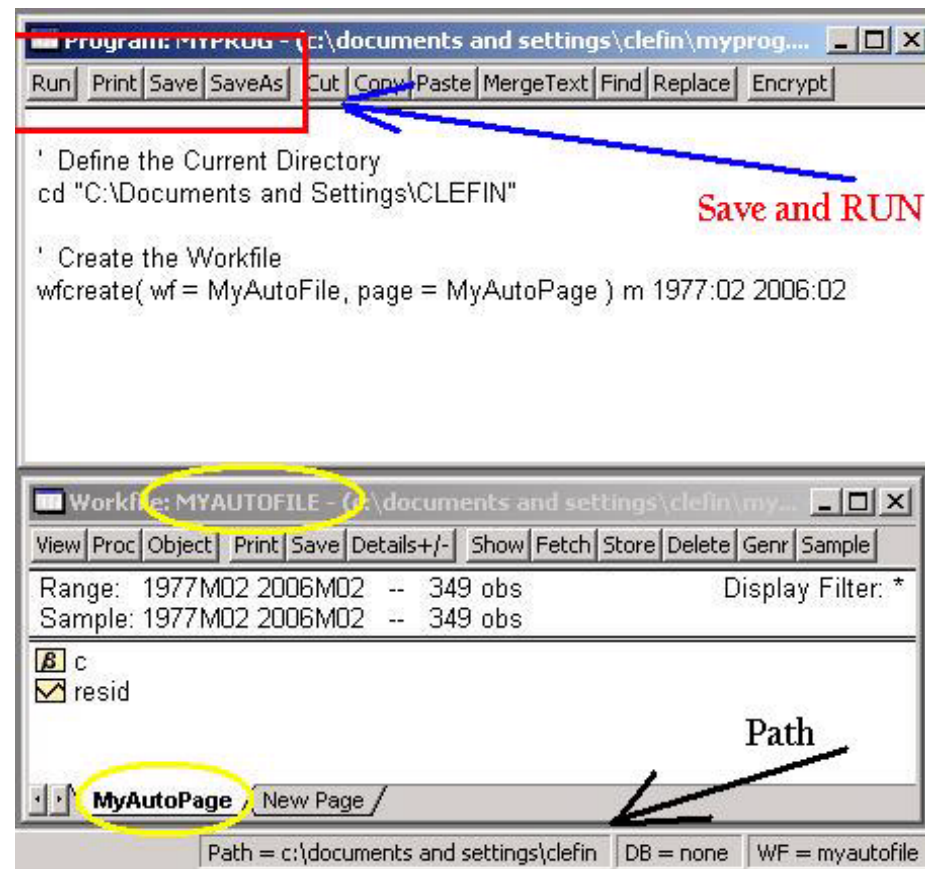 Program: MYPROG - (c:\documents and settings\clefin\myprog....
Run Print Save SaveAs Cut Copy Paste MergeText Find Replace Encrypt
' Define the Current Directory
cd "C:\Documents and Settings\CLEFIN"
Save and RUN
' Create the Workfile
wfcreate( wf = MyAutoFile, page = MyAutoPage ) m 1977:02 2006:02
Workfile: MYAUTOFILE - (c:\documents and settings\clefin\my...
View Proc Object Print Save Details+/- Show Fetch Store Delete Genr Sample
Range: 1977M02 2006M02 -- 349 obs Display Filter: *
Sample: 1977M02 2006M02 -- 349 obs
β c
resid
Path
MyAutoPage New Page
Path = c:\documents and settings\clefin DB = none WF = myautofile